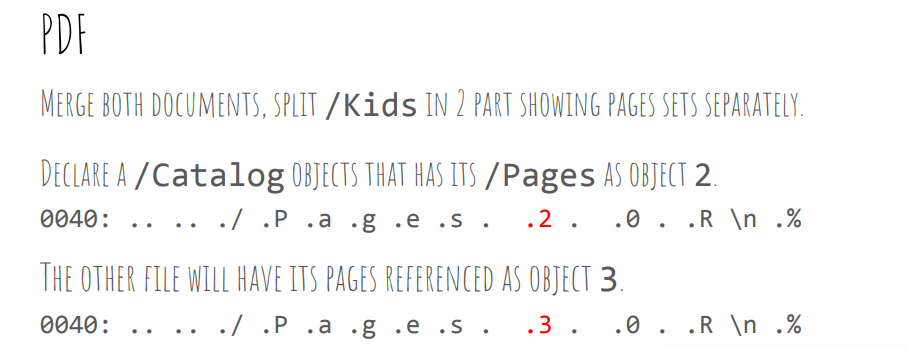 PDF
Merge both documents, split /Kids in 2 part showing pages sets separately.
Declare a /Catalog objects that has its /Pages as object 2.
0040: .. .. ./ .P .a .g .e .s .  .2 .  .0 . .R \n .%
The other file will have its pages referenced as object 3.
0040: .. .. ./ .P .a .g .e .s .  .3 .  .0 . .R \n .%